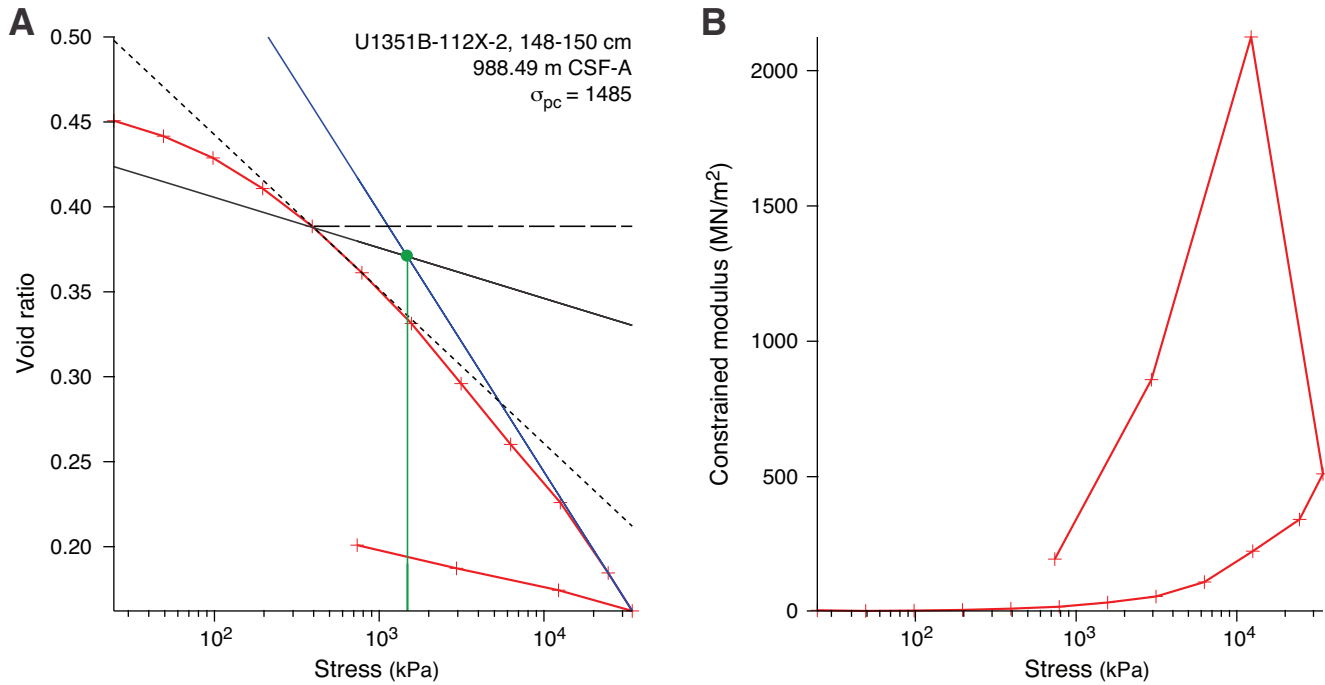 A
U1351B-112X-2, 148-150 cm
988.49 m CSF-A
σpc = 1485
0.50
0.45
0.40
0.35
0.30
0.25
0.20
Void ratio
10²
10³
10⁴
Stress (kPa)
B
2000
1500
1000
500
0
Constrained modulus (MN/m²)
10²
10³
10⁴
Stress (kPa)